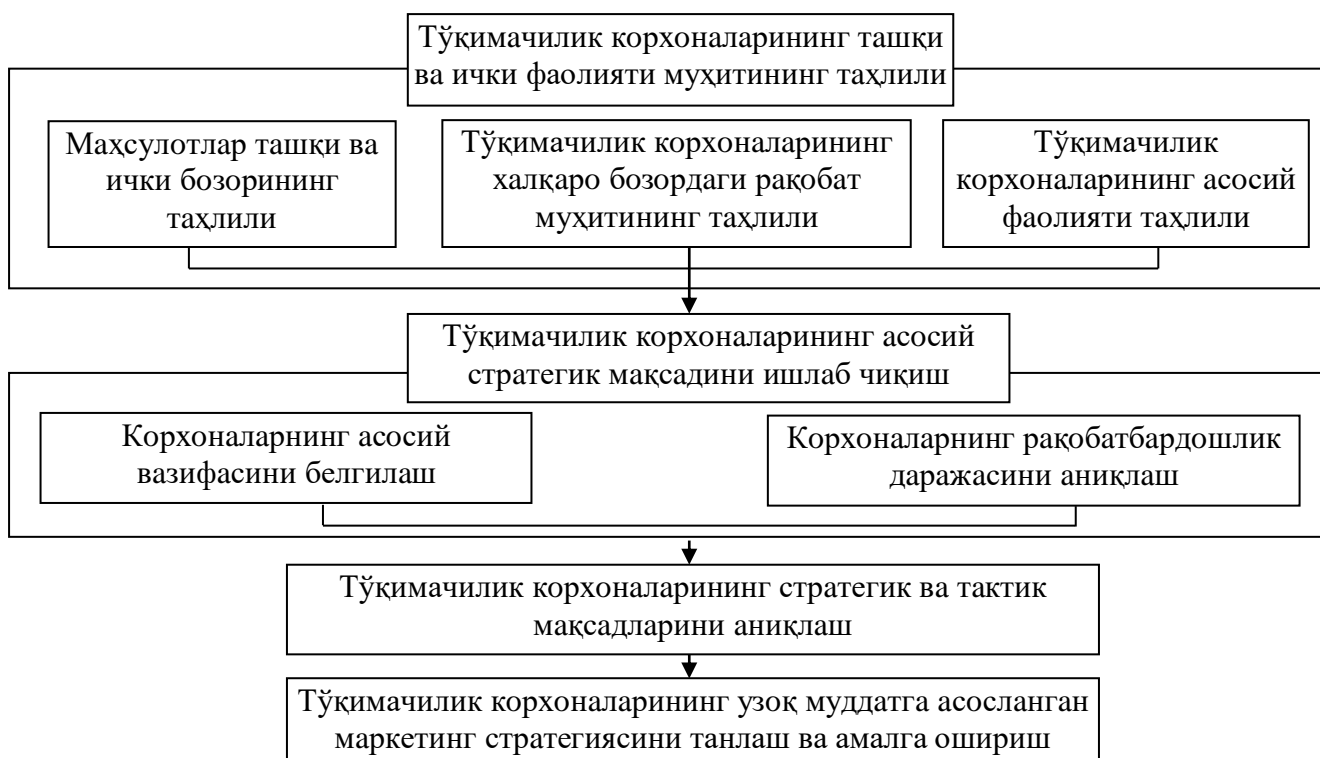 Тўқимачилик корхоналарининг ташқи
ва ички фаолияти муҳитининг таҳлили
Маҳсулотлар ташқи ва
ички бозорининг
таҳлили
Тўқимачилик корхоналарининг
халқаро бозордаги рақобат
муҳитининг таҳлили
Тўқимачилик
корхоналарининг асосий
фаолияти таҳлили
Тўқимачилик корхоналарининг асосий
стратегик мақсадини ишлаб чиқиш
Корхоналарнинг асосий
вазифасини белгилаш
Корхоналарнинг рақобатбардошлик
даражасини аниқлаш
Тўқимачилик корхоналарининг стратегик ва тактик
мақсадларини аниқлаш
Тўқимачилик корхоналарининг узоқ муддатга асосланган
маркетинг стратегиясини танлаш ва амалга ошириш